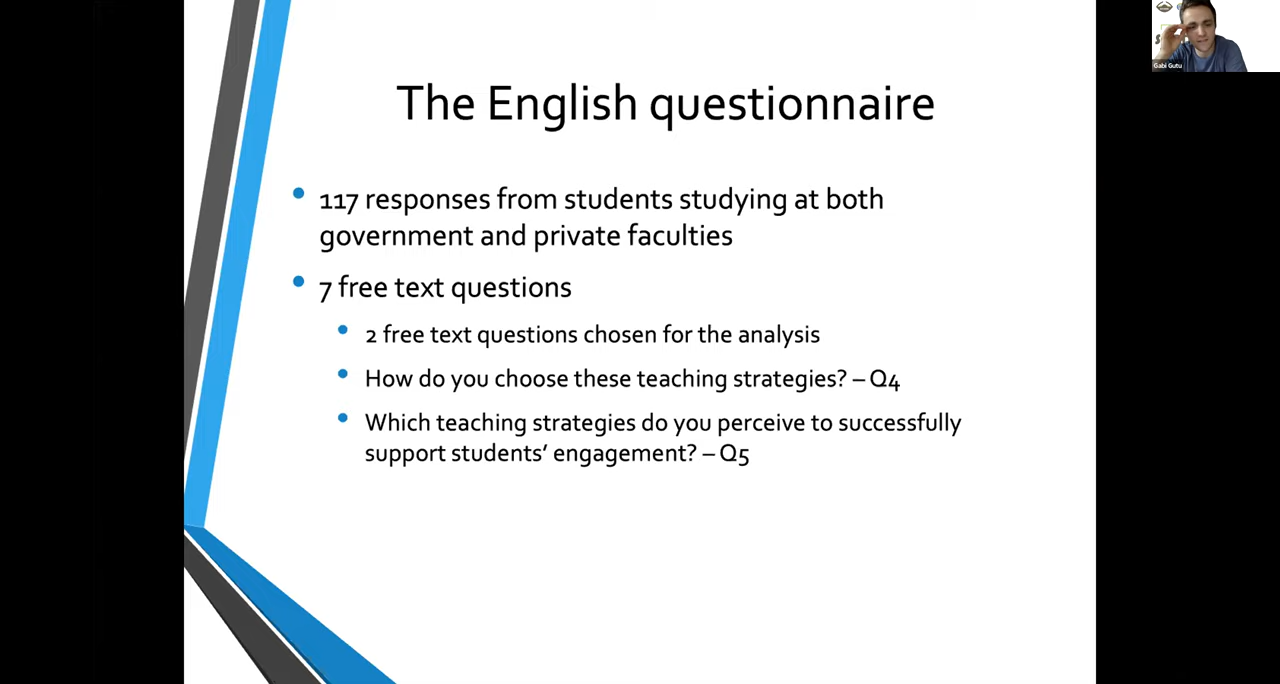 The English questionnaire
• 117 responses from students studying at both
government and private faculties
• 7 free text questions
• 2 free text questions chosen for the analysis
• How do you choose these teaching strategies? – Q4
• Which teaching strategies do you perceive to successfully
support students’ engagement? – Q5
Gabi Gutu